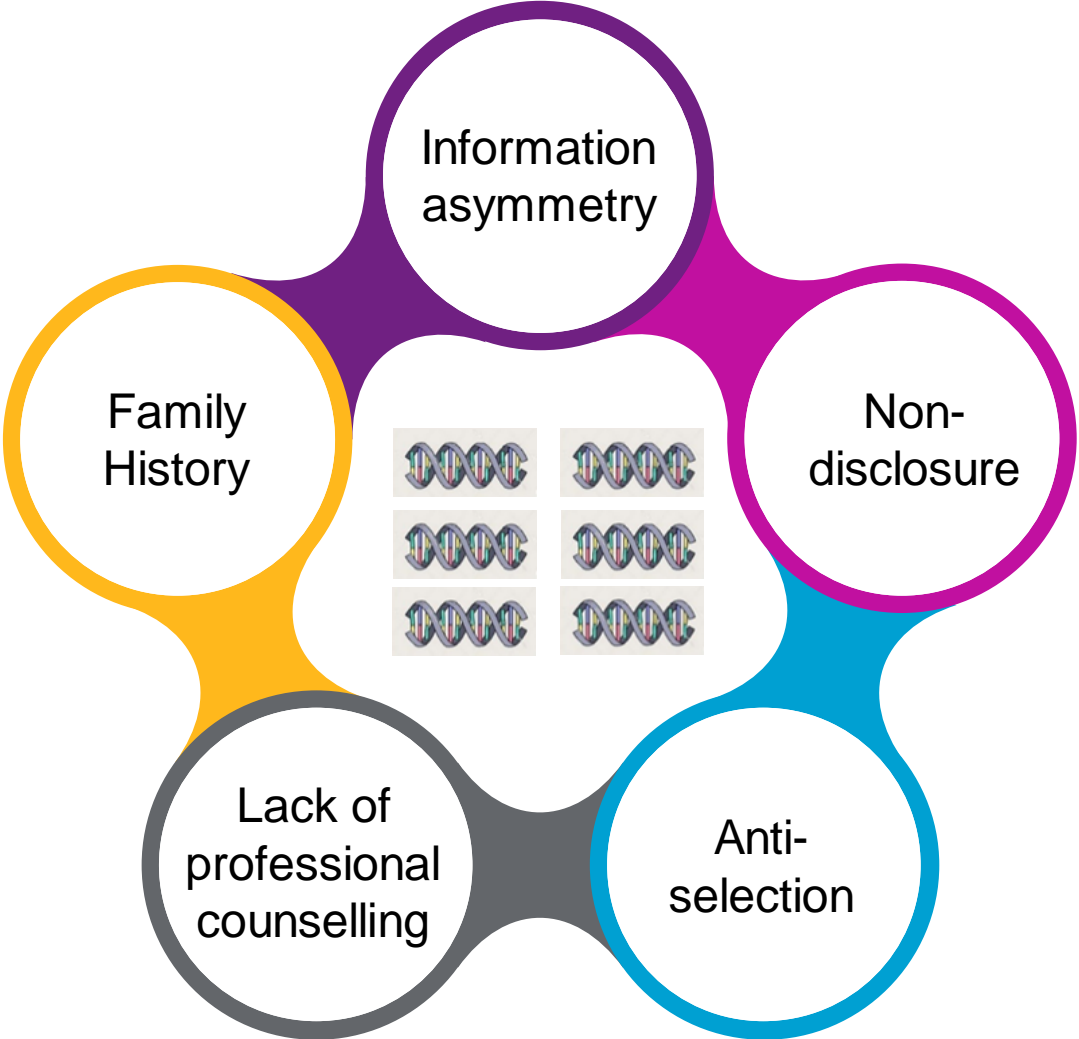 Information
asymmetry
Non-
disclosure
Anti-
selection
Lack of
professional
counselling
Family
History